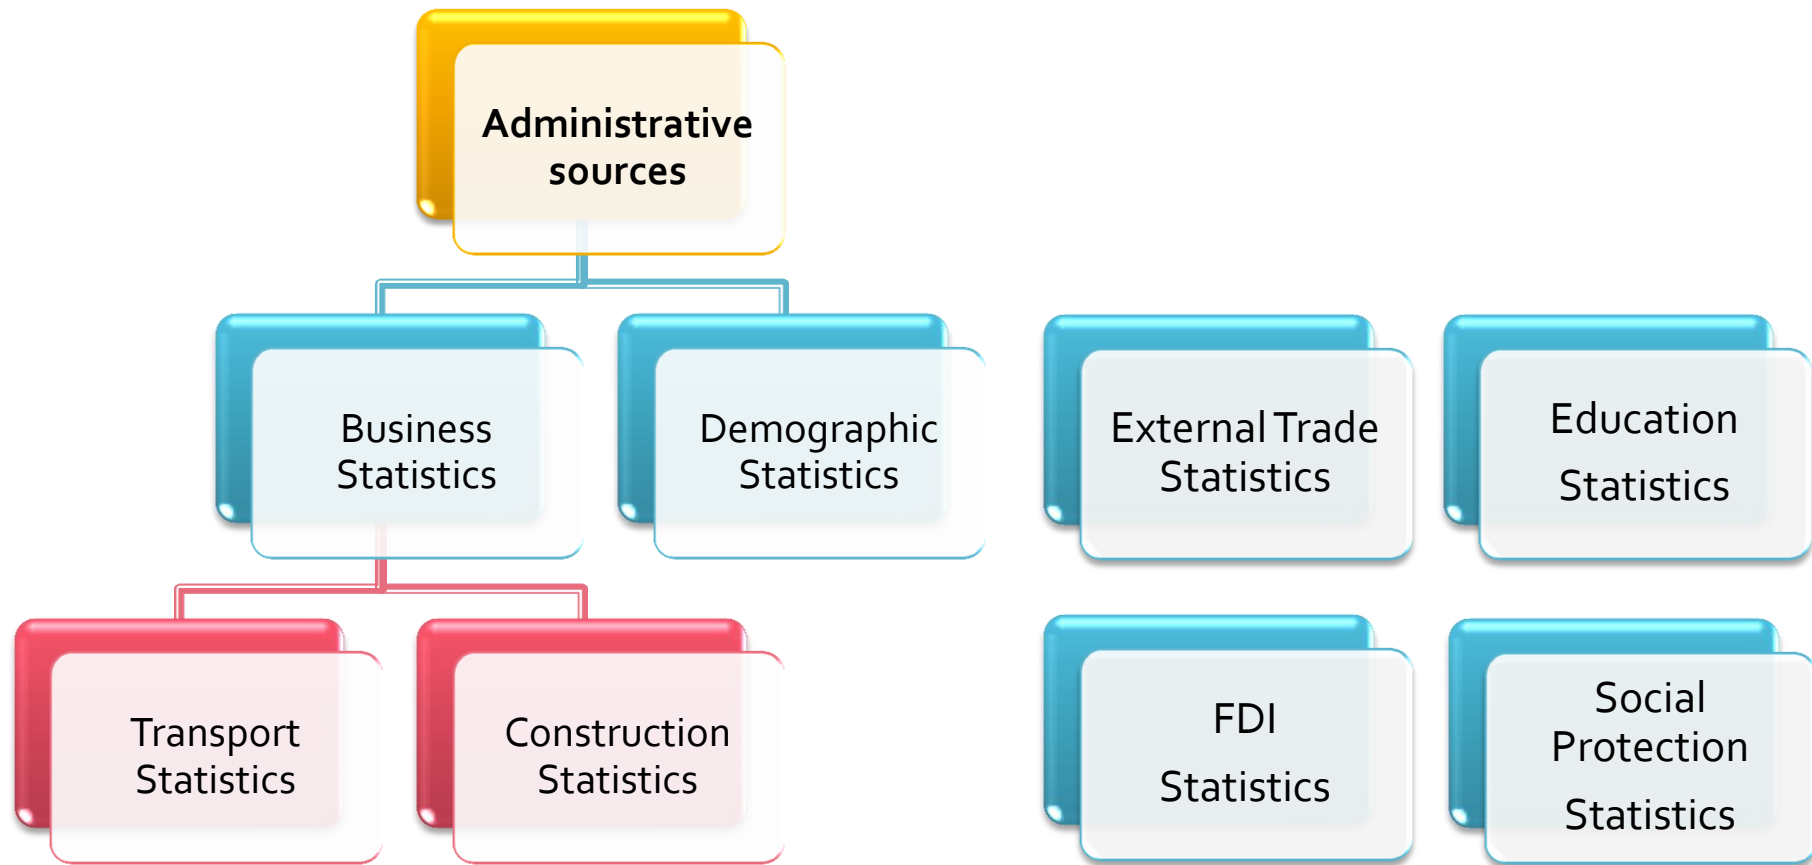 Administrative
sources
Business
Statistics
Demographic
Statistics
External Trade
Statistics
Education
Statistics
Transport
Statistics
Construction
Statistics
FDI
Statistics
Social
Protection
Statistics